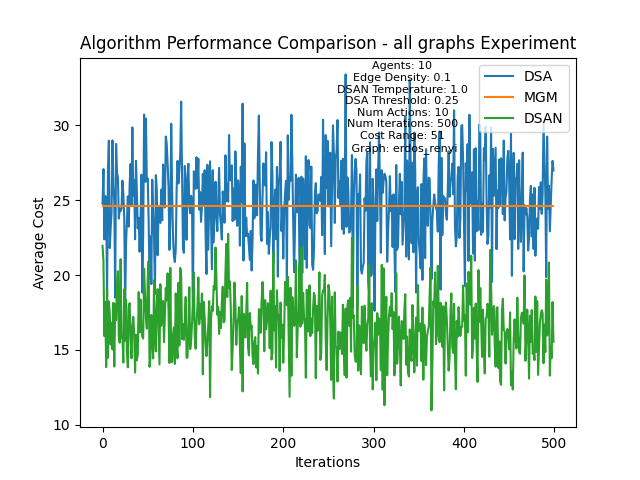 Algorithm Performance Comparison - all graphs Experiment
Agents: 10
Edge Density: 0.1
DSAN Temperature: 1.0
DSA Threshold: 0.25
Num Actions: 10
Num Iterations: 500
Cost Range: 51
Graph: erdos_renyi
DSA
MGM
DSAN
Average Cost
30
25
20
15
10
0
100
200
300
400
500
Iterations